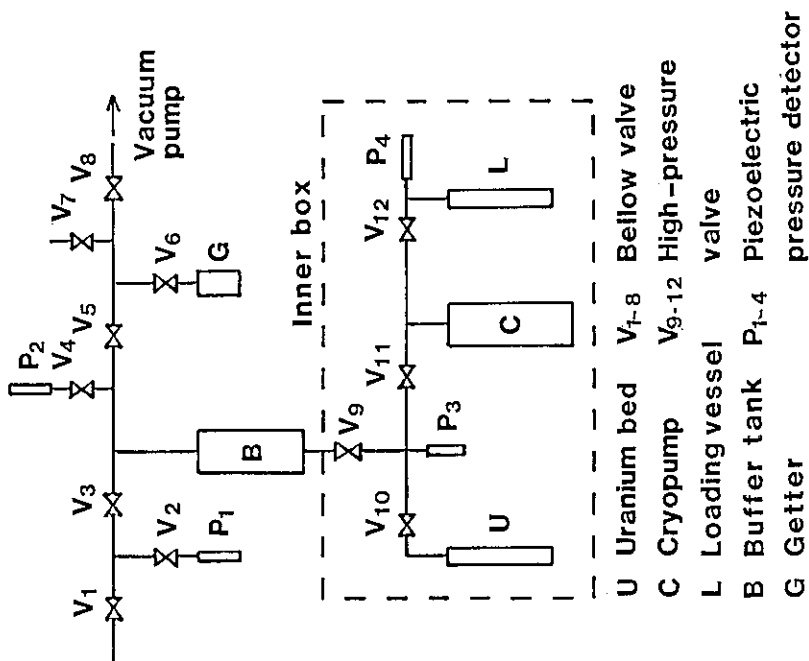 P2
V7
V1
V3
V4
V5
V8
V2
V6
Vacuum
pump
P1
B
G
Inner box
V9
V10
V11
V12
P4
P3
U
C
L
U Uranium bed V1-8 Bellow valve
C Cryopump V9-12 High-pressure
L Loading vessel valve
B Buffer tank P1-4 Piezoelectric
G Getter pressure detector